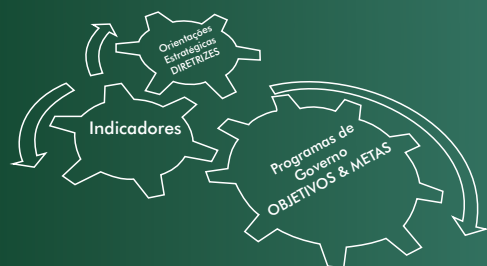 Orientações
Estratégicas
DIRETRIZES
Indicadores
Programas de
Governo
OBJETIVOS & METAS